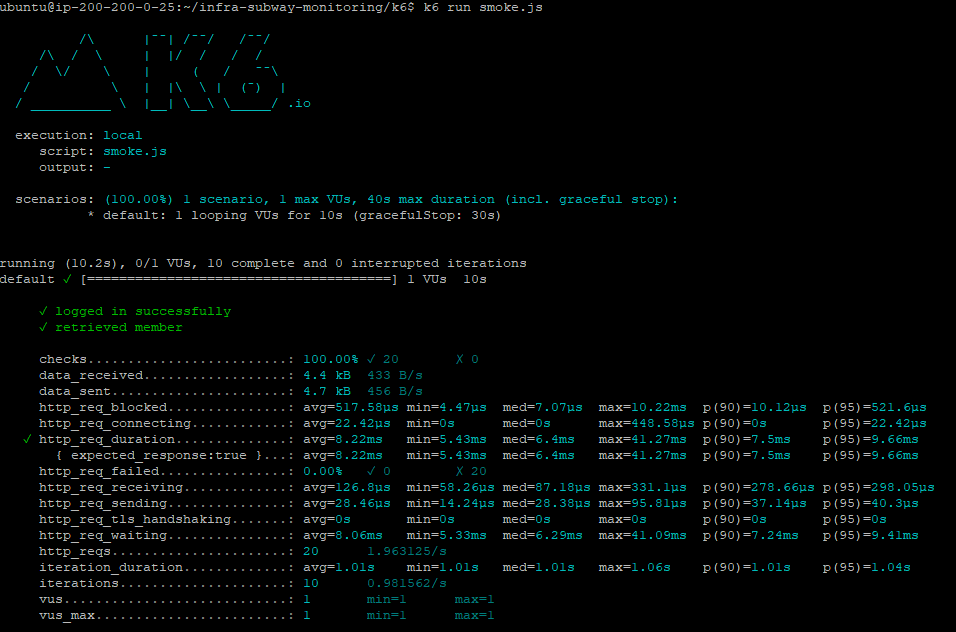 ubuntu@ip-200-200-0-25:~/infra-subway-monitoring/k6$ k6 run smoke.js
          /\      |‾‾| /‾‾/   /‾‾/
     /\  /  \     |  |/  /   /  /
    /  \/    \    |     (   /   ‾‾\
   /          \   |  |\  \ |  (‾)  |
  / __________ \  |__| \__\ \_____/ .io
execution: local
script: smoke.js
output: -
scenarios: (100.00%) 1 scenario, 1 max VUs, 40s max duration (incl. graceful stop):
* default: 1 looping VUs for 10s (gracefulStop: 30s)
running (10.2s), 0/1 VUs, 10 complete and 0 interrupted iterations
default ✓ [======================================] 1 VUs  10s
✓ logged in successfully
✓ retrieved member
checks.........................: 100.00% ✓ 20       ✗ 0
data_received..................: 4.4 kB  433 B/s
data_sent......................: 4.7 kB  456 B/s
http_req_blocked...............: avg=517.58µs min=4.47µs  med=7.07µs  max=10.22ms  p(90)=10.12µs  p(95)=521.6µs
http_req_connecting............: avg=22.42µs  min=0s      med=0s      max=448.58µs p(90)=0s       p(95)=22.42µs
✓ http_req_duration..............: avg=8.22ms   min=5.43ms  med=6.4ms   max=41.27ms  p(90)=7.5ms    p(95)=9.66ms
{ expected_response:true }...: avg=8.22ms   min=5.43ms  med=6.4ms   max=41.27ms  p(90)=7.5ms    p(95)=9.66ms
http_req_failed................: 0.00%   ✓ 0        ✗ 20
http_req_receiving.............: avg=126.8µs  min=58.26µs med=87.18µs max=331.1µs  p(90)=278.66µs p(95)=298.05µs
http_req_sending...............: avg=28.46µs  min=14.24µs med=28.38µs max=95.81µs  p(90)=37.14µs  p(95)=40.3µs
http_req_tls_handshaking.......: avg=0s       min=0s      med=0s      max=0s       p(90)=0s       p(95)=0s
http_req_waiting...............: avg=8.06ms   min=5.33ms  med=6.29ms  max=41.09ms  p(90)=7.24ms   p(95)=9.41ms
http_reqs......................: 20      1.963125/s
iteration_duration.............: avg=1.01s    min=1.01s   med=1.01s   max=1.06s    p(90)=1.01s    p(95)=1.04s
iterations.....................: 10      0.981562/s
vus............................: 1       min=1      max=1
vus_max........................: 1       min=1      max=1